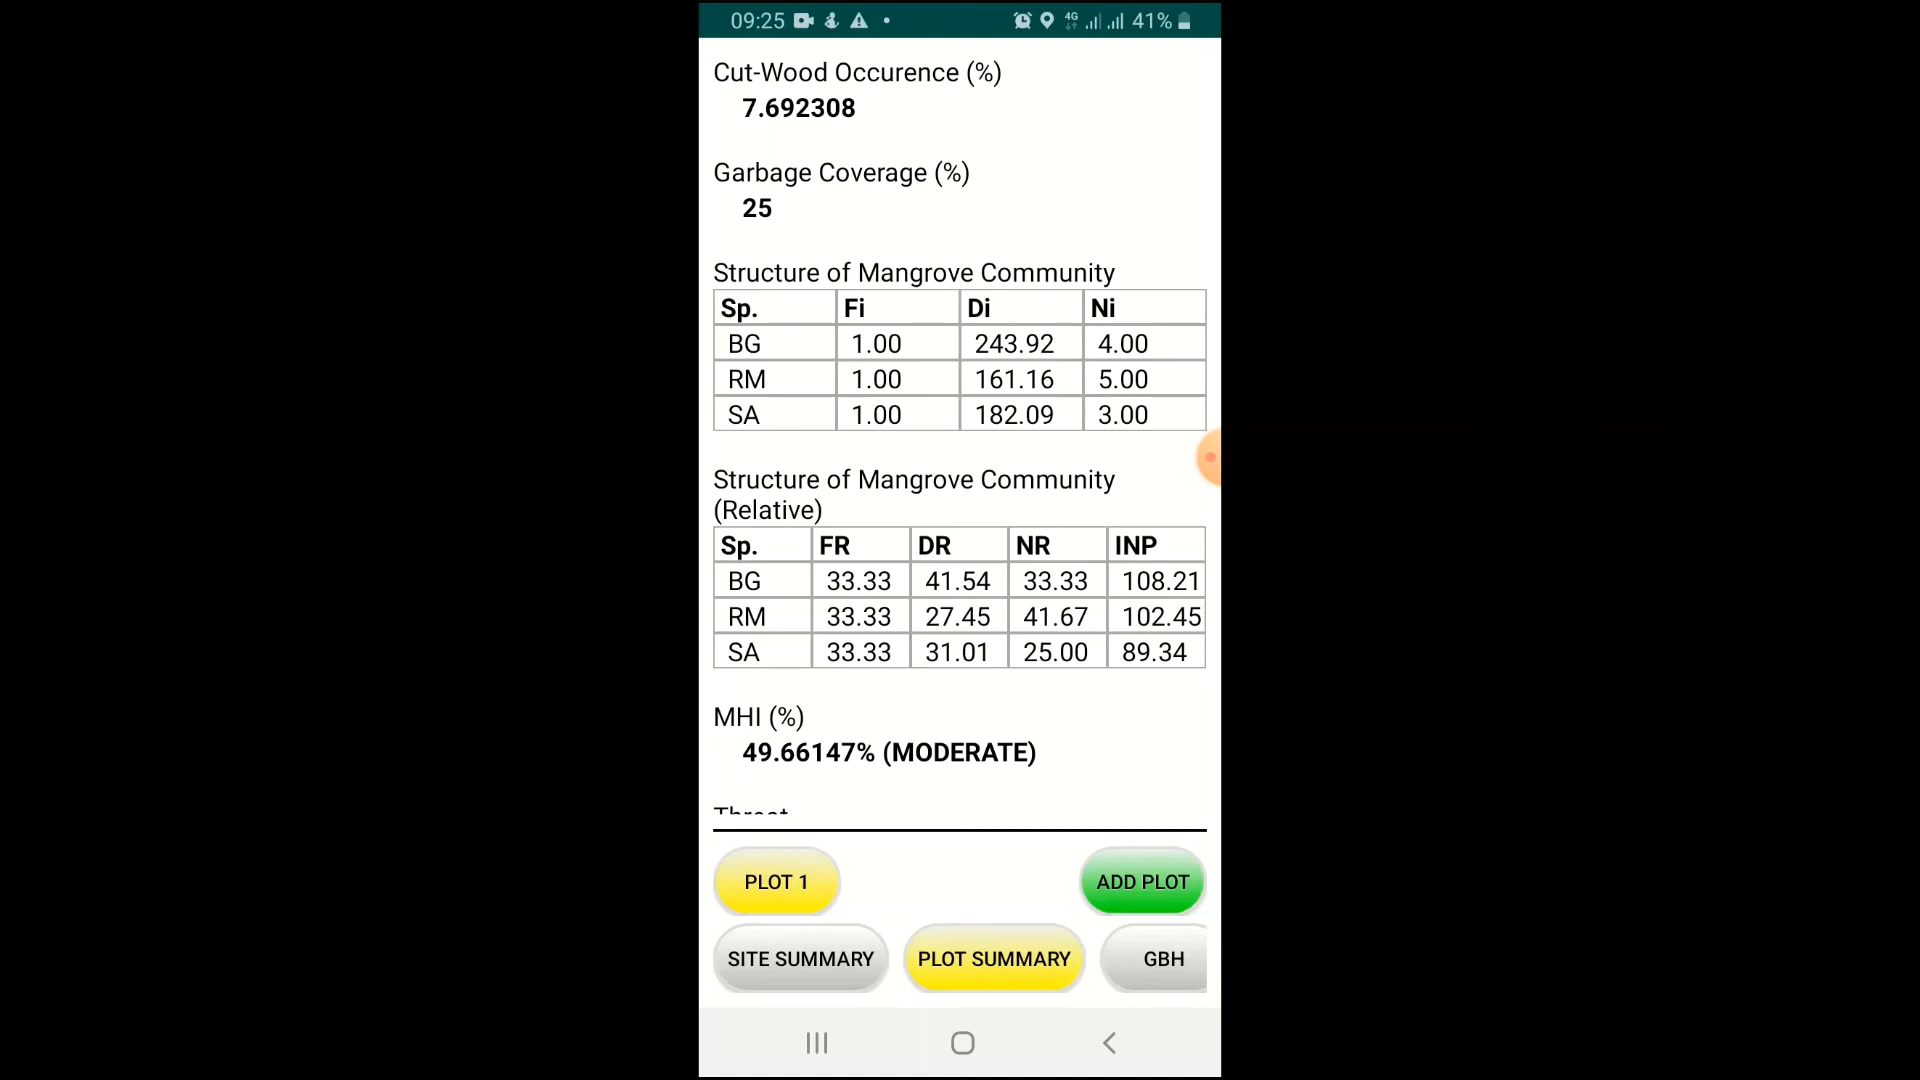 09:25 4G 41%
Cut-Wood Occurence (%)
7.692308
Garbage Coverage (%)
25
Structure of Mangrove Community
Sp. Fi Di Ni
BG 1.00 243.92 4.00
RM 1.00 161.16 5.00
SA 1.00 182.09 3.00
Structure of Mangrove Community
(Relative)
Sp. FR DR NR INP
BG 33.33 41.54 33.33 108.21
RM 33.33 27.45 41.67 102.45
SA 33.33 31.01 25.00 89.34
MHI (%)
49.66147% (MODERATE)
Threat
PLOT 1 ADD PLOT
SITE SUMMARY PLOT SUMMARY GBH